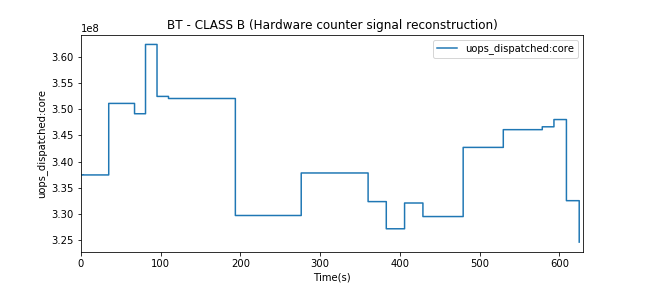 BT - CLASS B (Hardware counter signal reconstruction)
1e8
uops_dispatched:core
3.60
3.55
3.50
3.45
3.40
3.35
3.30
3.25
uops_dispatched:core
0 100 200 300 400 500 600
Time(s)